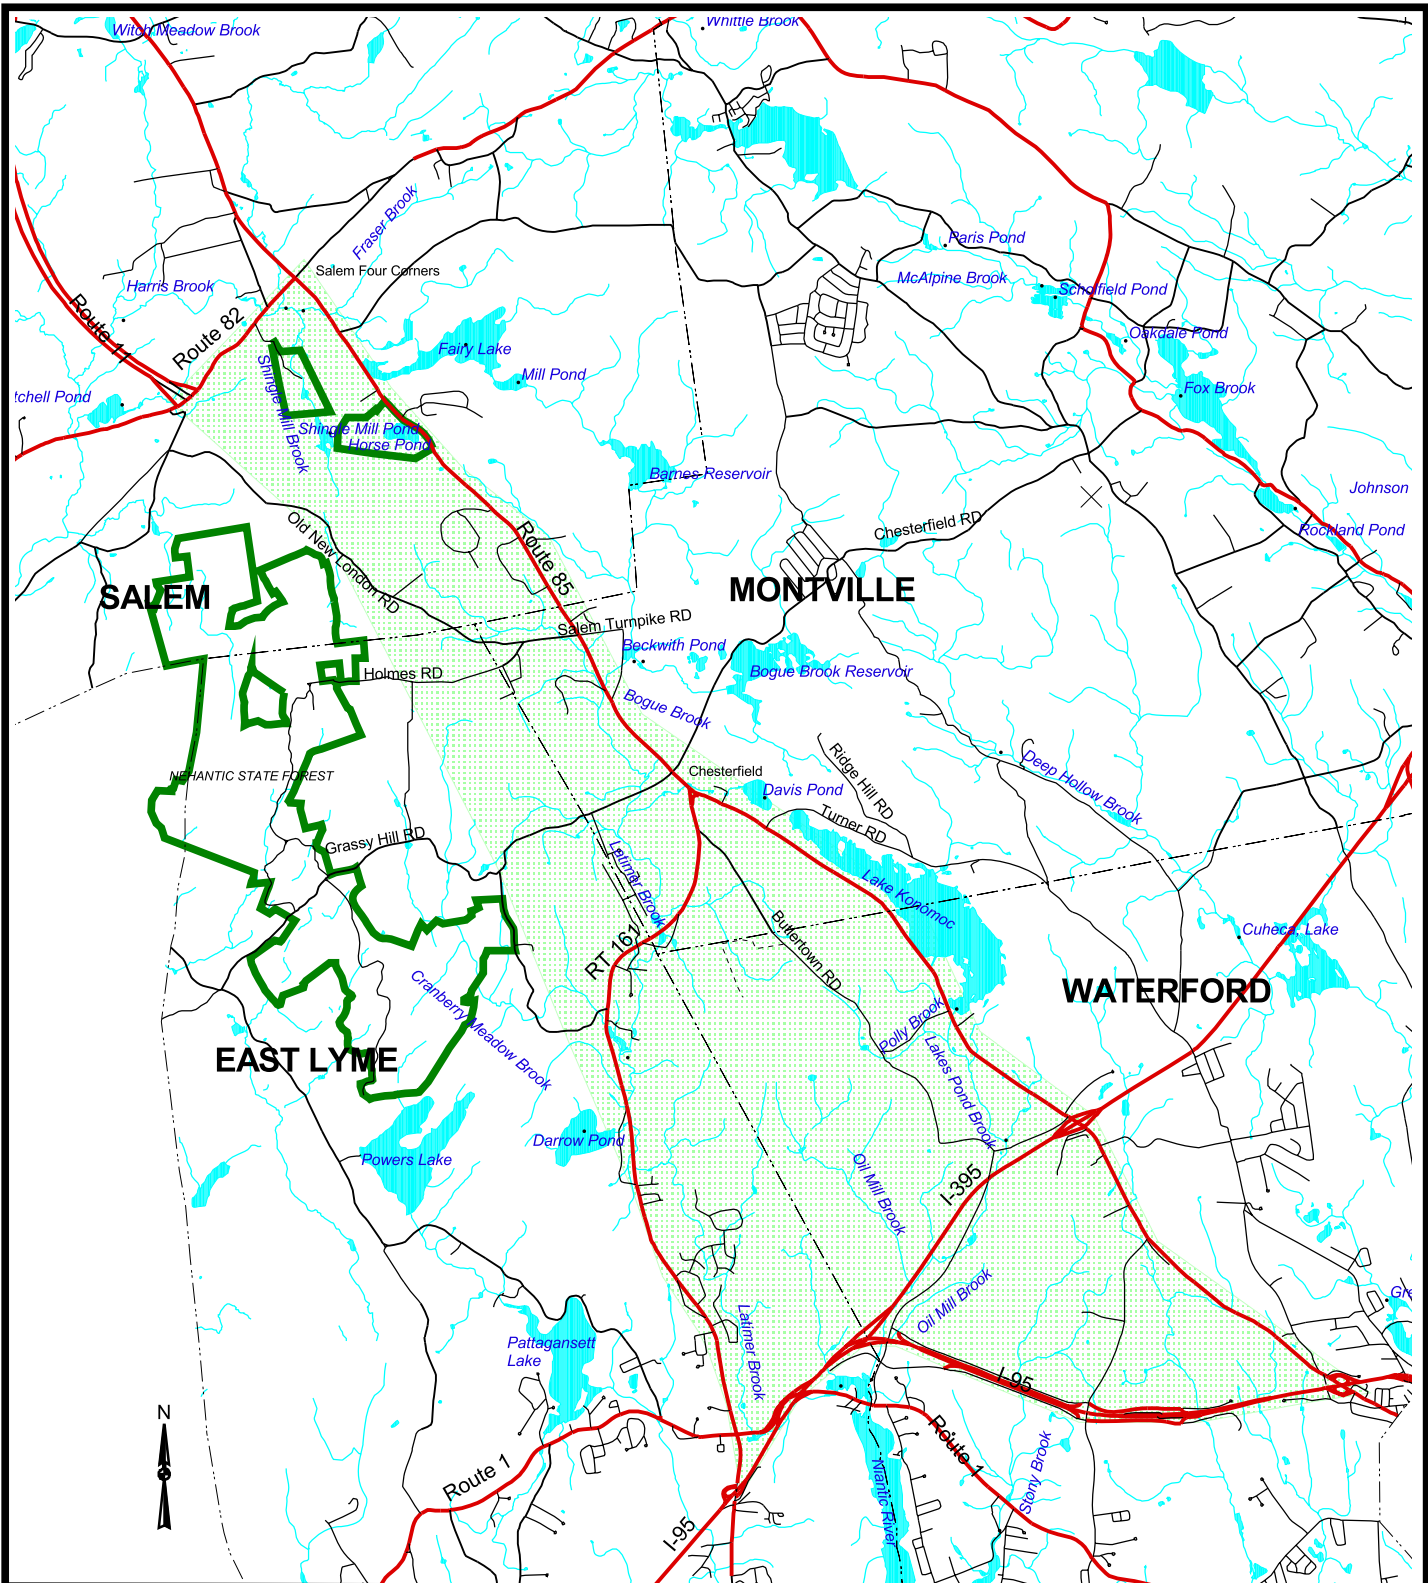 Witch Meadow Brook
Whittle Brook
Fraser Brook
Paris Pond
Salem Four Corners
McAlpine Brook
Harris Brook
Scholfield Pond
Route 11
Route 82
Oakdale Pond
Fairy Lake
Mill Pond
Fox Brook
tchell Pond
Shingle Mill Brook
Shingle Mill Pond
Horse Pond
Barnes Reservoir
Johnson
Rockland Pond
Chesterfield RD
Old New London RD
Route 85
SALEM
MONTVILLE
Salem Turnpike RD
Beckwith Pond
Holmes RD
Bogue Brook Reservoir
Bogue Brook
NEHANTIC STATE FOREST
Chesterfield
Ridge Hill RD
Deep Hollow Brook
Davis Pond
Turner RD
Grassy Hill RD
Latimer Brook
Lake Konomoc
Butlertown RD
Cuheca, Lake
RT 161
WATERFORD
Cranberry Meadow Brook
Polly Brook
Lakes Pond Brook
EAST LYME
Darrow Pond
Powers Lake
Oil Mill Brook
I-395
Oil Mill Brook
Gre
Latimer Brook
Pattagansett
Lake
I-95
N
Route 1
Route 1
Stony Brook
Niantic River
I-95